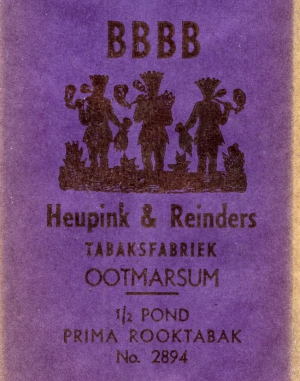 BBBB
Heupink & Reinders
TABAKSFABRIEK
OOTMARSUM
1/2 POND
PRIMA ROOKTABAK
No. 2894